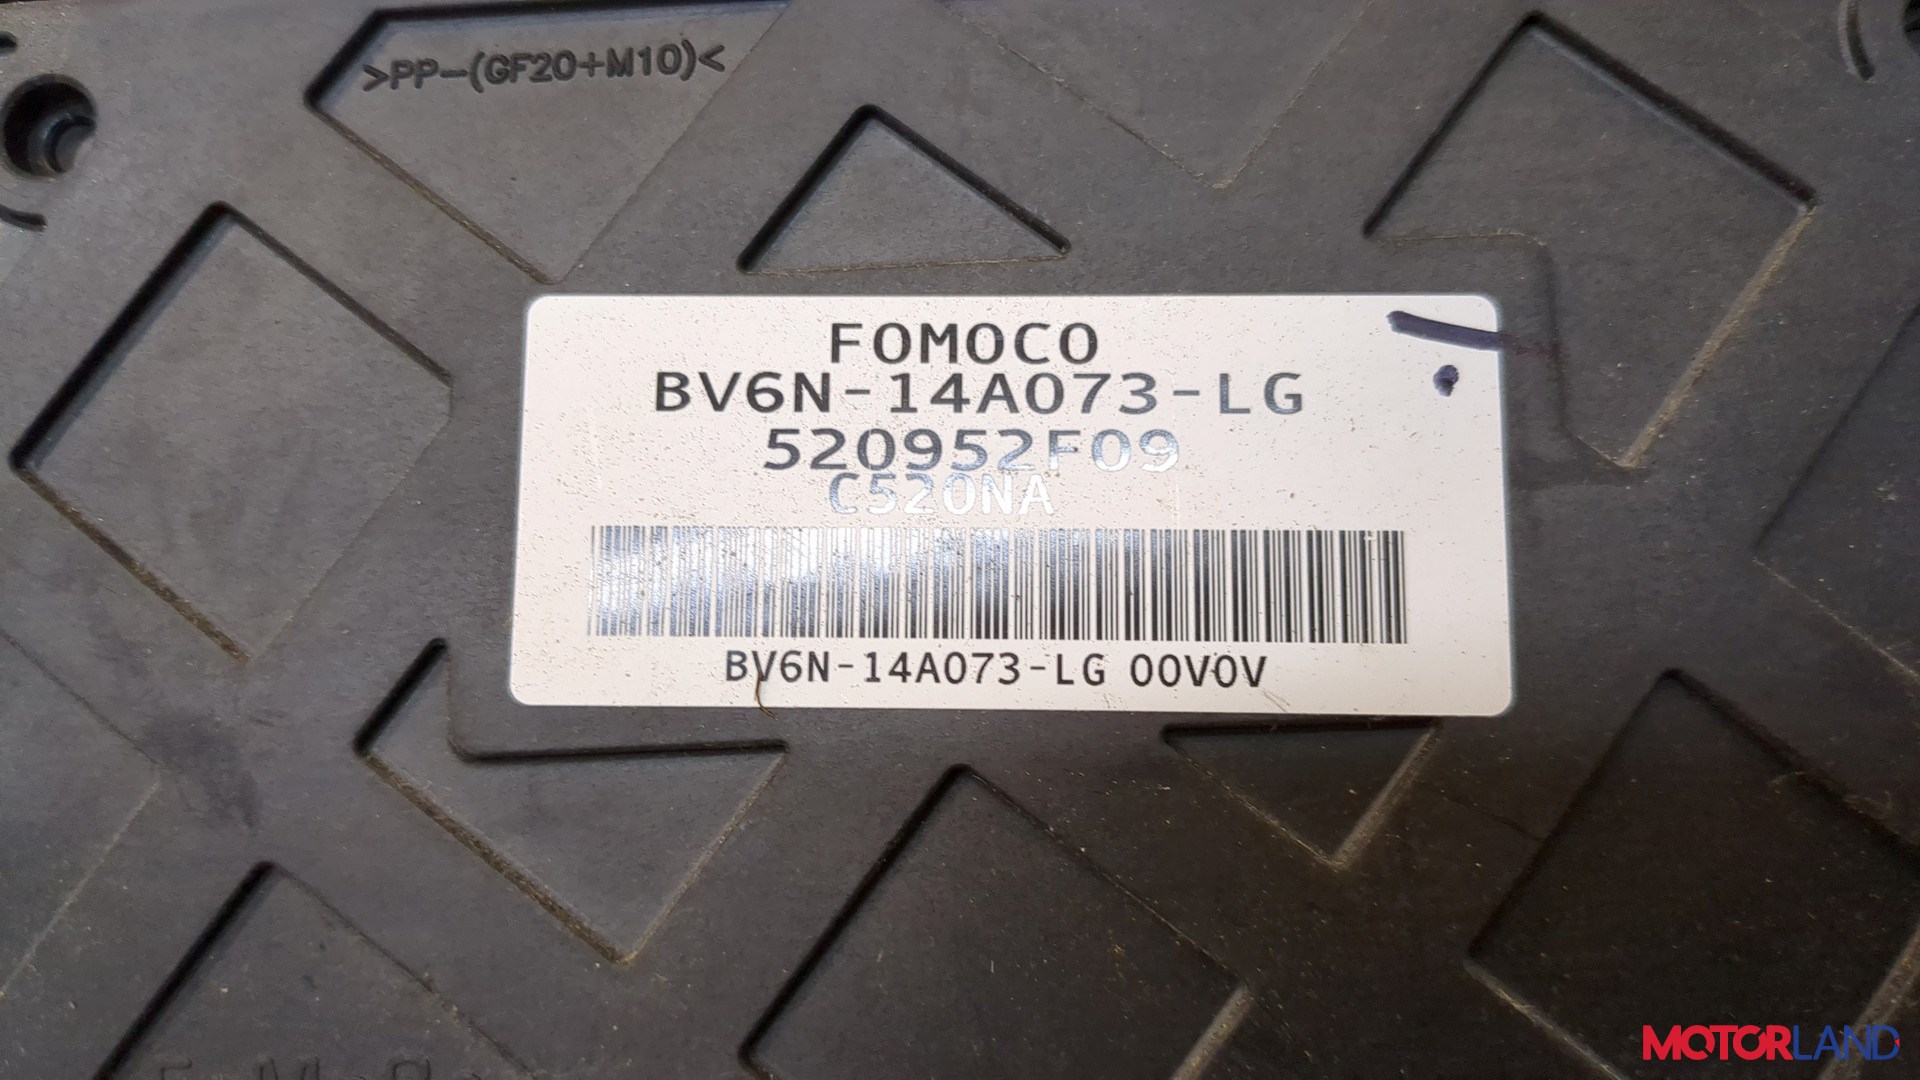 >PP-(GF20+M10)<
FOMOCO
BV6N-14A073-LG
520952F09
C520NA
BV6N-14A073-LG 00V0V
MOTORLAND